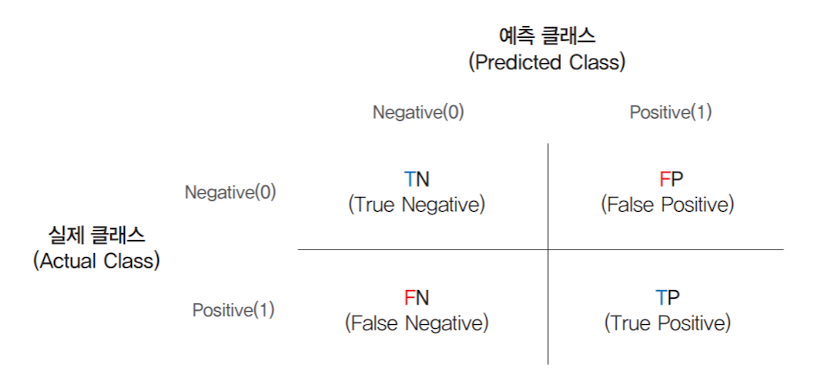 예측 클래스
(Predicted Class)
Negative(0)
Positive(1)
Negative(0)
TN
(True Negative)
FP
(False Positive)
실제 클래스
(Actual Class)
Positive(1)
FN
(False Negative)
TP
(True Positive)